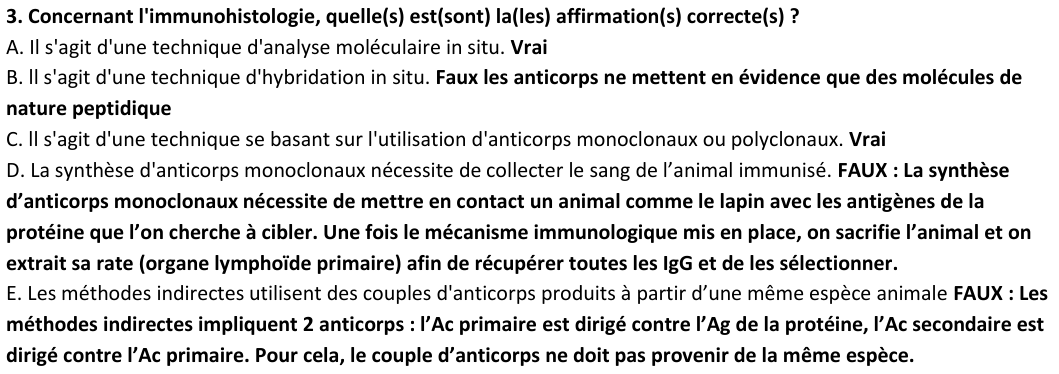 3. Concernant l'immunohistologie, quelle(s) est(sont) la(les) affirmation(s) correcte(s) ?
A. Il s'agit d'une technique d'analyse moléculaire in situ. Vrai
B. Il s'agit d'une technique d'hybridation in situ. Faux les anticorps ne mettent en évidence que des molécules de
nature peptidique
C. Il s'agit d'une technique se basant sur l'utilisation d'anticorps monoclonaux ou polyclonaux. Vrai
D. La synthèse d'anticorps monoclonaux nécessite de collecter le sang de l’animal immunisé. FAUX : La synthèse
d’anticorps monoclonaux nécessite de mettre en contact un animal comme le lapin avec les antigènes de la
protéine que l’on cherche à cibler. Une fois le mécanisme immunologique mis en place, on sacrifie l’animal et on
extrait sa rate (organe lymphoïde primaire) afin de récupérer toutes les IgG et de les sélectionner.
E. Les méthodes indirectes utilisent des couples d'anticorps produits à partir d’une même espèce animale FAUX : Les
méthodes indirectes impliquent 2 anticorps : l’Ac primaire est dirigé contre l’Ag de la protéine, l’Ac secondaire est
dirigé contre l’Ac primaire. Pour cela, le couple d’anticorps ne doit pas provenir de la même espèce.